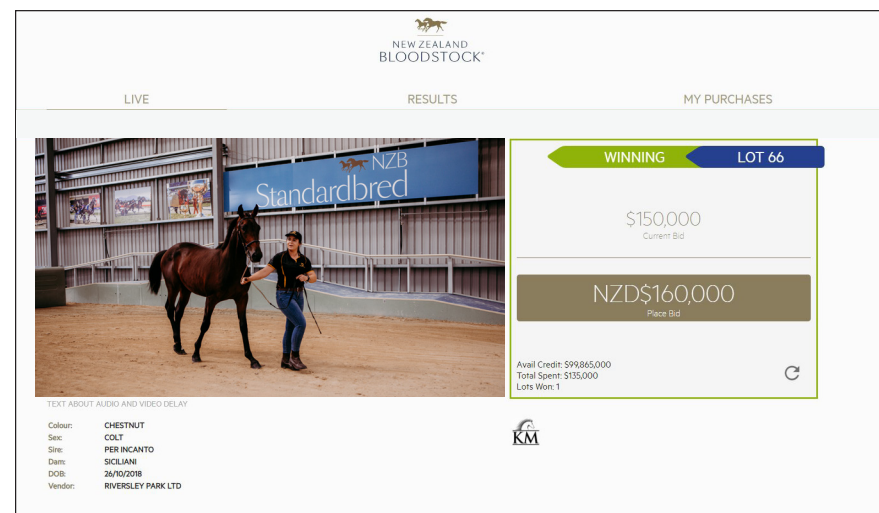 NEW ZEALAND
BLOODSTOCK®
LIVE RESULTS MY PURCHASES
NZB
Standardbred
WINNING LOT 66
$150,000
Current Bid
NZD$160,000
Place Bid
Avail Credit: $99,865,000
Total Spent: $135,000
Lots Won: 1
TEXT ABOUT AUDIO AND VIDEO DELAY
Colour: CHESTNUT
Sex: COLT
Sire: PER INCANTO
Dam: SICILIANI
DOB: 26/10/2018
Vendor: RIVERSLEY PARK LTD
KM